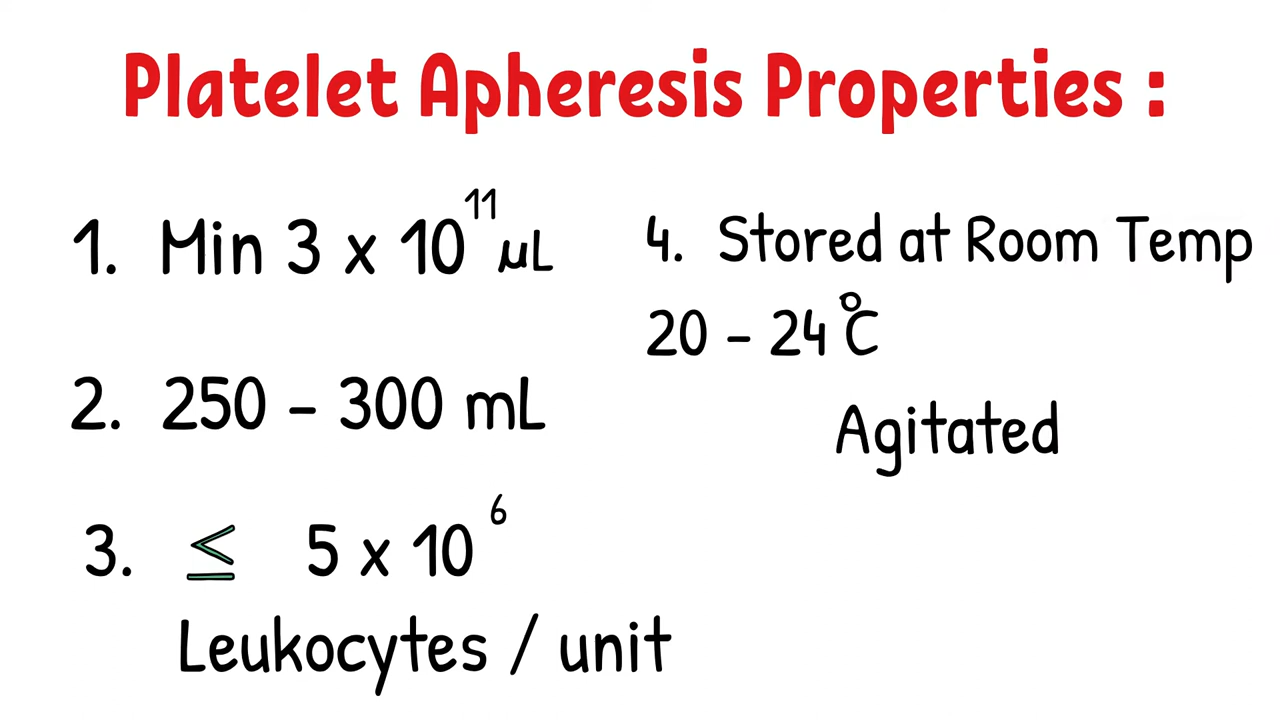 Platelet Apheresis Properties :
1. Min 3 x 10¹¹ µL
2. 250 – 300 mL
3. ≤ 5 x 10⁶
Leukocytes / unit
4. Stored at Room Temp
20 – 24 °C
Agitated